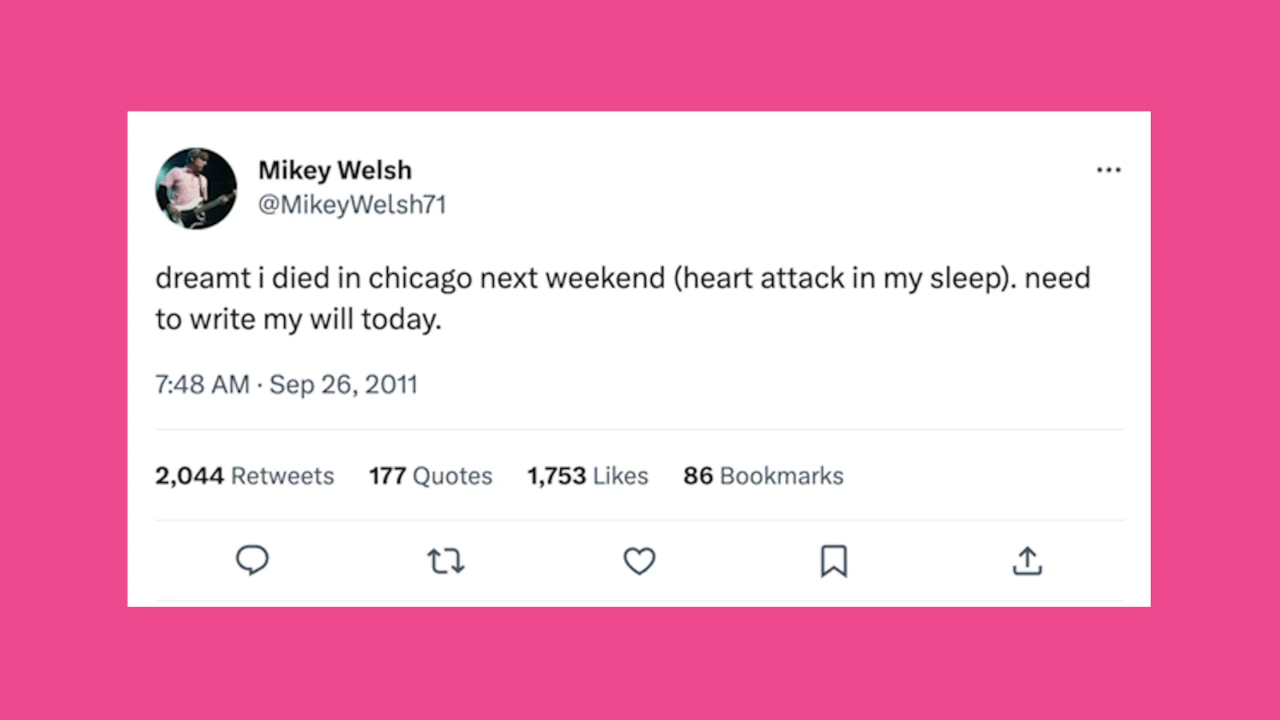 Mikey Welsh
@MikeyWelsh71
dreamt i died in chicago next weekend (heart attack in my sleep). need
to write my will today.
7:48 AM · Sep 26, 2011
2,044 Retweets 177 Quotes 1,753 Likes 86 Bookmarks